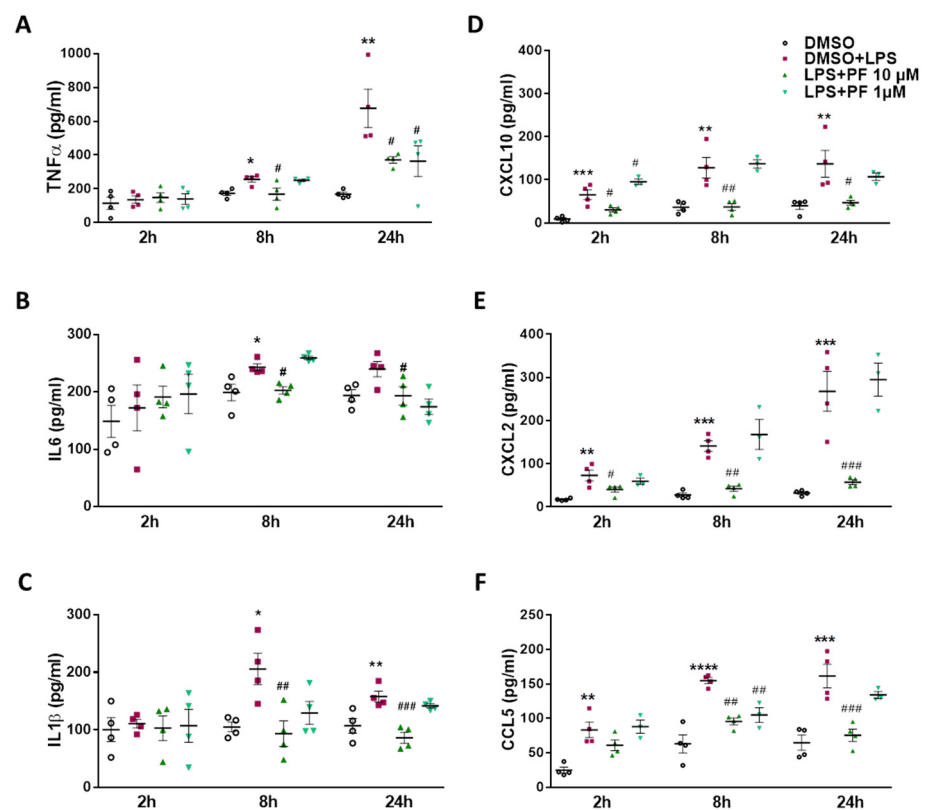 A
TNFα (pg/ml)
1000
800
600
400
200
0
*
#
**
#
#
2h
8h
24h
B
IL6 (pg/ml)
300
200
100
0
*
#
#
2h
8h
24h
C
IL1β (pg/ml)
300
200
100
0
*
##
**
###
2h
8h
24h
D
DMSO
DMSO+LPS
LPS+PF 10 µM
LPS+PF 1µM
CXCL10 (pg/ml)
400
300
200
100
0
***
#
#
**
##
**
#
2h
8h
24h
E
CXCL2 (pg/ml)
400
300
200
100
0
**
#
***
##
***
###
2h
8h
24h
F
CCL5 (pg/ml)
250
200
150
100
50
0
**
****
##
##
***
###
2h
8h
24h